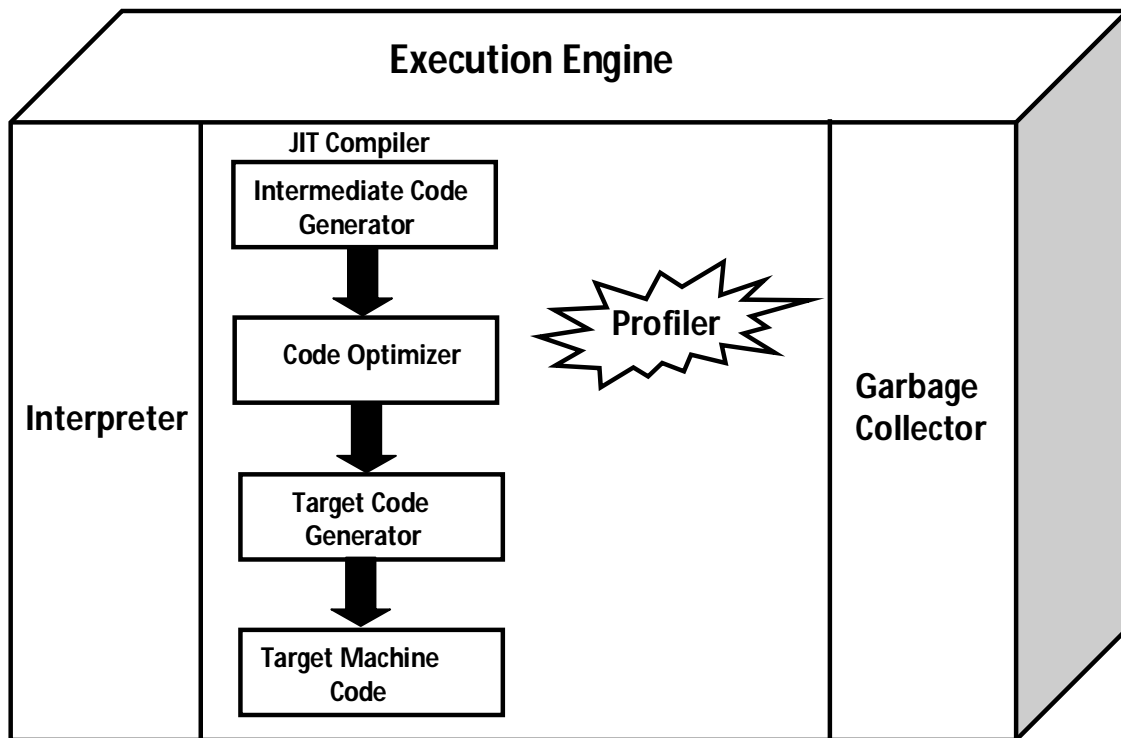 Execution Engine
JIT Compiler
Intermediate Code
Generator
Code Optimizer
Profiler
Interpreter
Garbage
Collector
Target Code
Generator
Target Machine
Code